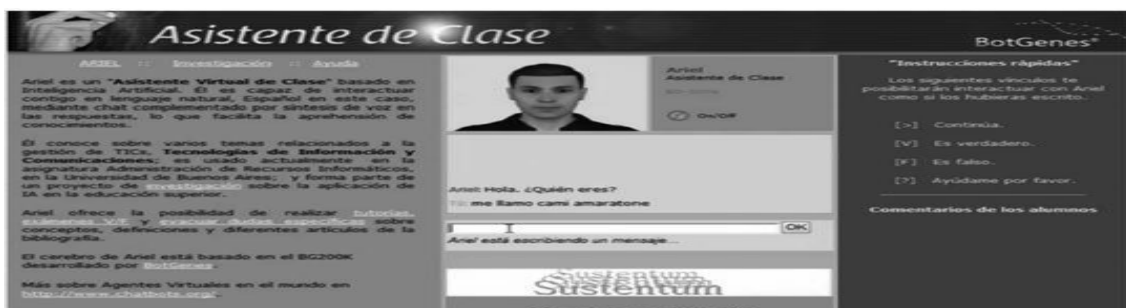 Asistente de Clase
BotGenes®
ARIEL :: Investigación :: Ayuda
Ariel es un "Asistente Virtual de Clase" basado en
Inteligencia Artificial. Él es capaz de interactuar
contigo en lenguaje natural, Español en este caso,
mediante chat complementado por síntesis de voz en
las respuestas, lo que facilita la aprehensión de
conocimientos.
Él conoce sobre varios temas relacionados a la
gestión de TICs, Tecnologías de Información y
Comunicaciones; es usado actualmente en la
asignatura Administración de Recursos Informáticos,
en la Universidad de Buenos Aires; y forma parte de
un proyecto de investigación sobre la aplicación de
IA en la educación superior.
Ariel ofrece la posibilidad de realizar tutorías,
exámenes V/F y evacuar dudas específicas sobre
conceptos, definiciones y diferentes artículos de la
bibliografía.
El cerebro de Ariel está basado en el BG200K
desarrollado por BotGenes.
Más sobre Agentes Virtuales en el mundo en
http://www.chatbots.org/.
Ariel
Asistente de Clase
On/Off
Ariel: Hola. ¿Quién eres?
Tú: me llamo cami amaratone
OK
Ariel está escribiendo un mensaje...
Sustentum
Sustentum
"Instrucciones rápidas"
Los siguientes vínculos te
posibilitarán interactuar con Ariel
como si los hubieras escrito.
[>] Continúa.
[V] Es verdadero.
[F] Es falso.
[?] Ayúdame por favor.
Comentarios de los alumnos